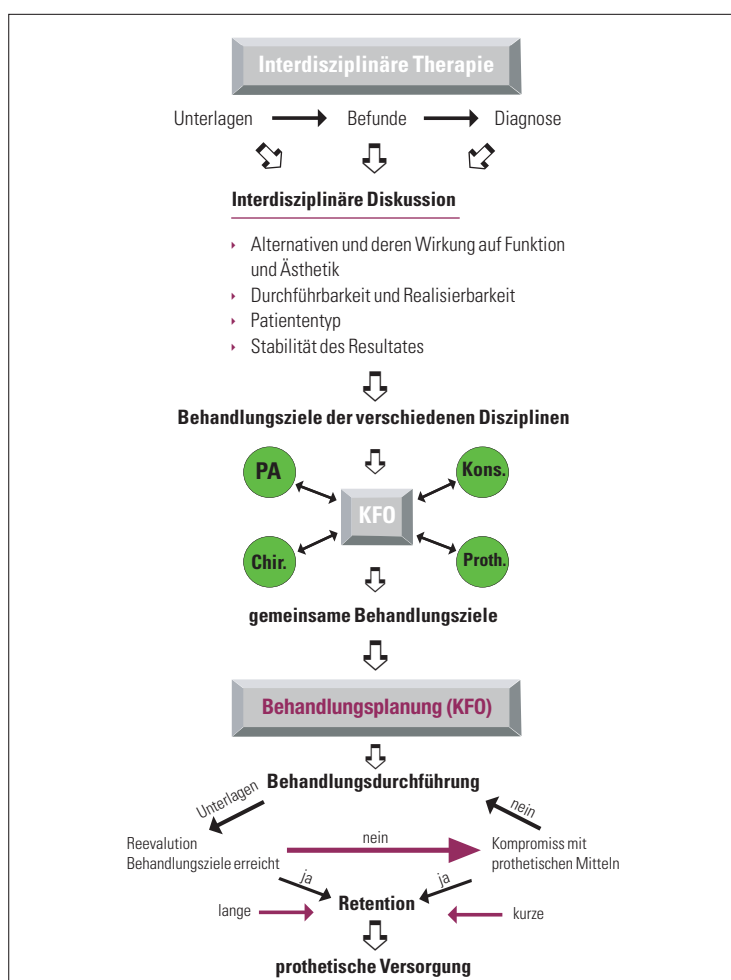 Interdisziplinäre Therapie
Unterlagen Befunde Diagnose
Interdisziplinäre Diskussion
Alternativen und deren Wirkung auf Funktion
und Ästhetik
Durchführbarkeit und Realisierbarkeit
Patiententyp
Stabilität des Resultates
Behandlungsziele der verschiedenen Disziplinen
PA Kons.
KFO
Chir. Proth.
gemeinsame Behandlungsziele
Behandlungsplanung (KFO)
Behandlungsdurchführung
Unterlagen nein
Reevalution nein Kompromiss mit
Behandlungsziele erreicht prothetischen Mitteln
ja ja
lange Retention kurze
prothetische Versorgung